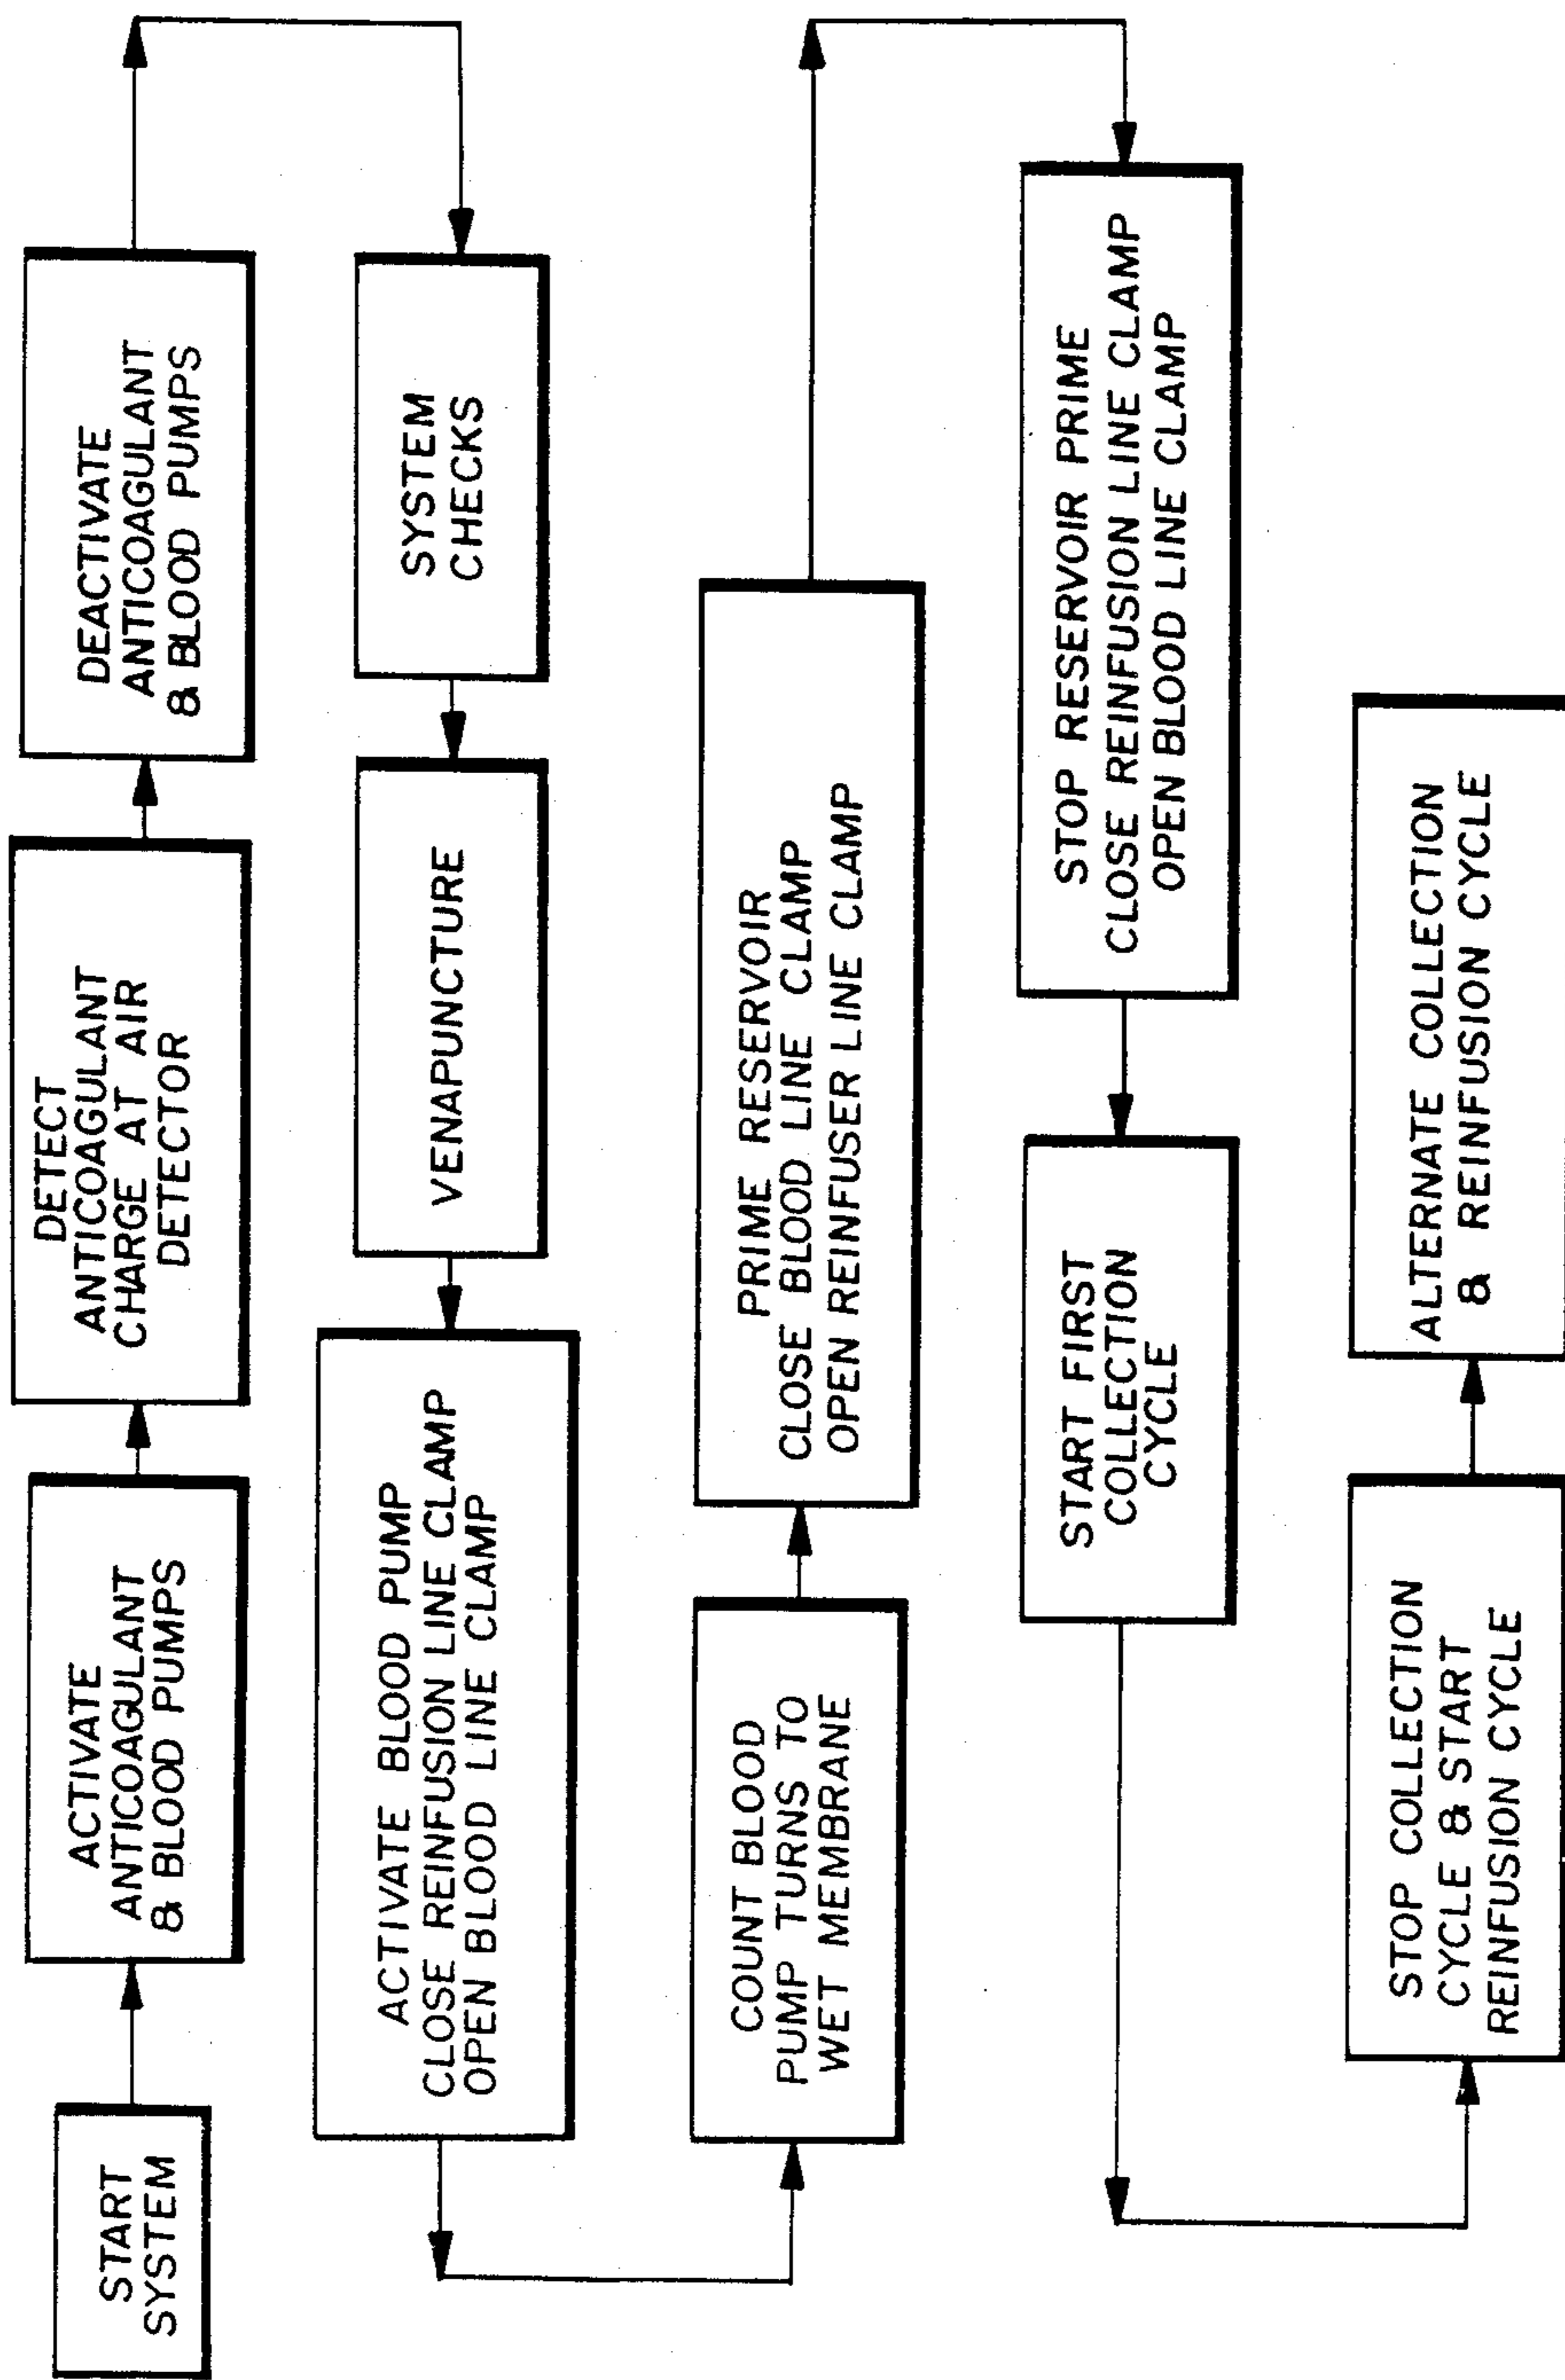 START
SYSTEM
ACTIVATE
ANTICOAGULANT
& BLOOD PUMPS
DETECT
ANTICOAGULANT
CHARGE AT AIR
DETECTOR
DEACTIVATE
ANTICOAGULANT
& BLOOD PUMPS
SYSTEM
CHECKS
VENAPUNCTURE
ACTIVATE BLOOD PUMP
CLOSE REINFUSION LINE CLAMP
OPEN BLOOD LINE CLAMP
COUNT BLOOD
PUMP TURNS TO
WET MEMBRANE
PRIME RESERVOIR
CLOSE BLOOD LINE CLAMP
OPEN REINFUSER LINE CLAMP
STOP RESERVOIR PRIME
CLOSE REINFUSION LINE CLAMP
OPEN BLOOD LINE CLAMP
START FIRST
COLLECTION
CYCLE
STOP COLLECTION
CYCLE & START
REINFUSION CYCLE
ALTERNATE COLLECTION
& REINFUSION CYCLE